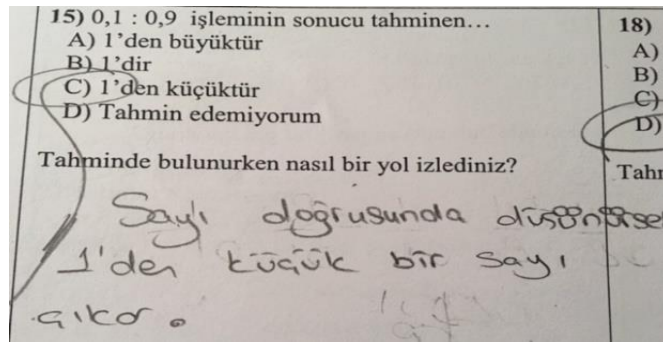 15) 0,1 : 0,9 işleminin sonucu tahminen...
A) 1'den büyüktür
B) 1'dir
C) 1'den küçüktür
D) Tahmin edemiyorum
Tahminde bulunurken nasıl bir yol izlediniz?
Sayı doğrusunda düşünürse
1'den küçük bir sayı
çıkar.
18)
A)
B)
C)
D)
Tahm